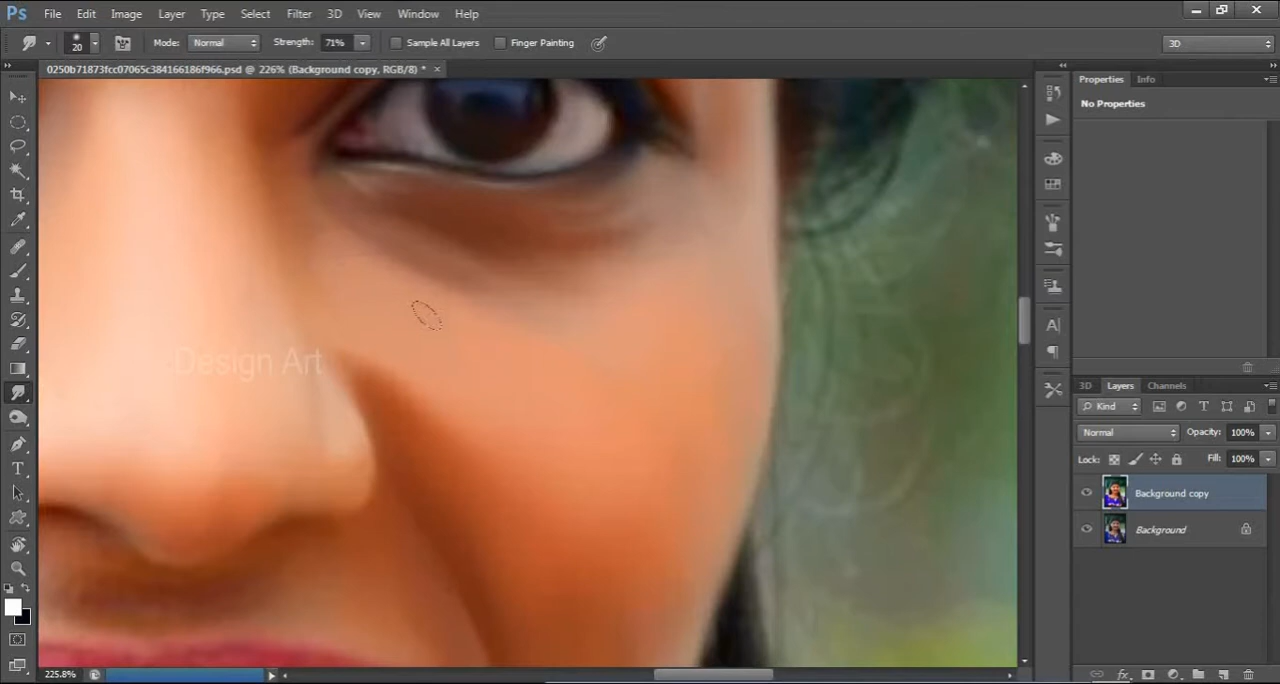 Ps File Edit Image Layer Type Select Filter 3D View Window Help
20 Mode: Normal Strength: 71% Sample All Layers Finger Painting 3D
0250b71873fcc07065c384166186f966.psd @ 226% (Background copy, RGB/8) * ×
Properties Info
No Properties
Design Art
3D Layers Channels
Kind
Normal Opacity: 100%
Lock: Fill: 100%
Background copy
Background
225.8%